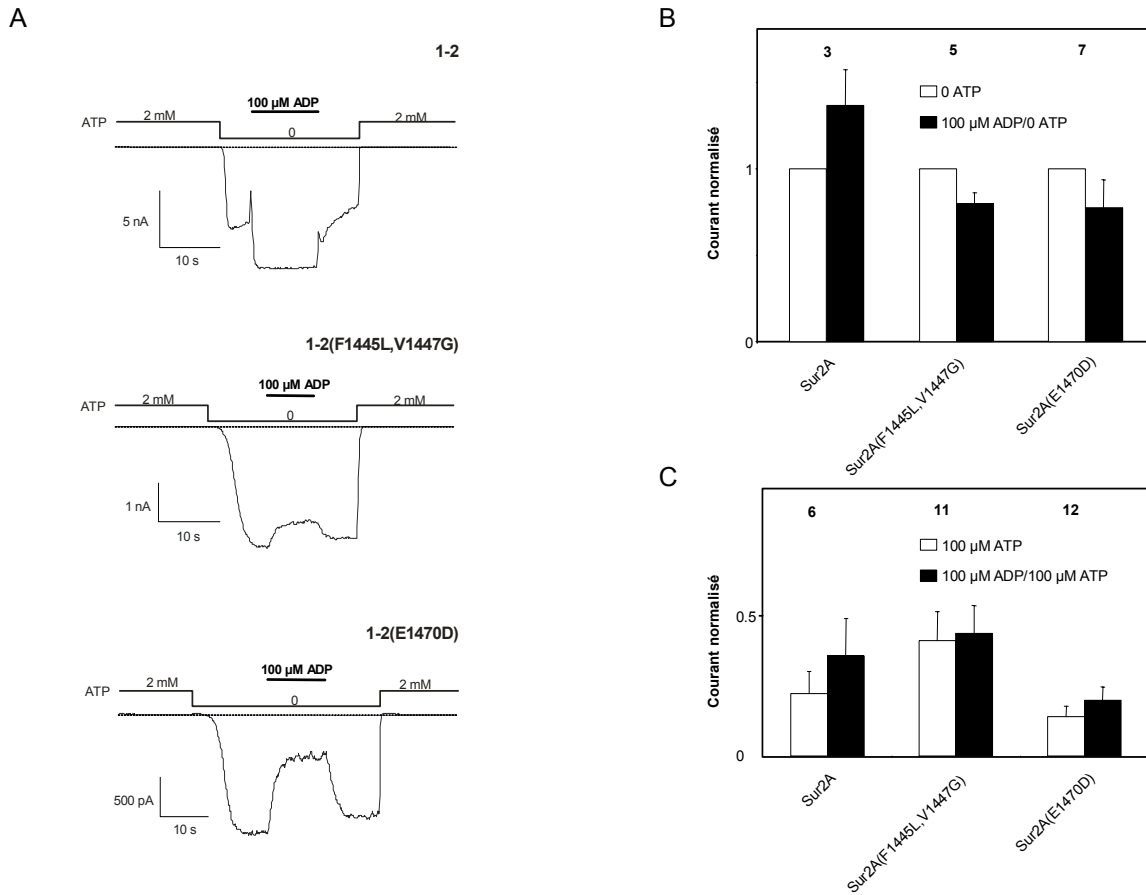 A
1-2
100 µM ADP
ATP 2 mM 0 2 mM
5 nA
10 s
1-2(F1445L,V1447G)
100 µM ADP
ATP 2 mM 0 2 mM
1 nA
10 s
1-2(E1470D)
100 µM ADP
ATP 2 mM 0 2 mM
500 pA
10 s
B
3 5 7
0 ATP
100 µM ADP/0 ATP
Courant normalisé
1
0
Sur2A
Sur2A(F1445L,V1447G)
Sur2A(E1470D)
C
6 11 12
100 µM ATP
100 µM ADP/100 µM ATP
Courant normalisé
0.5
0
Sur2A
Sur2A(F1445L,V1447G)
Sur2A(E1470D)